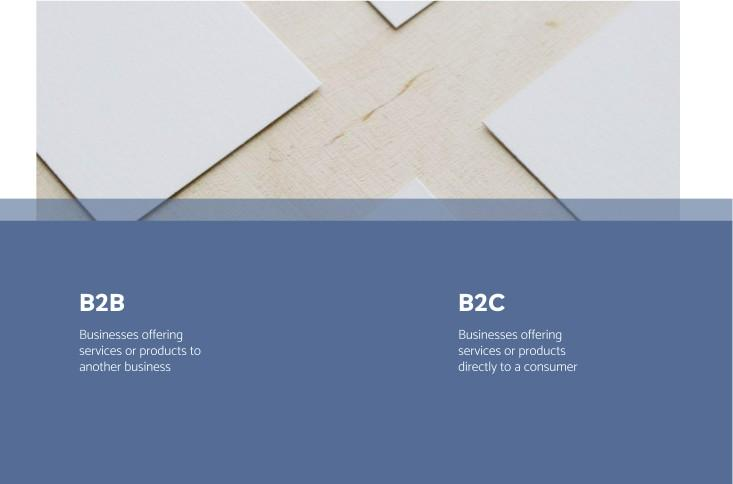 B2B
Businesses offering
services or products to
another business
B2C
Businesses offering
services or products
directly to a consumer